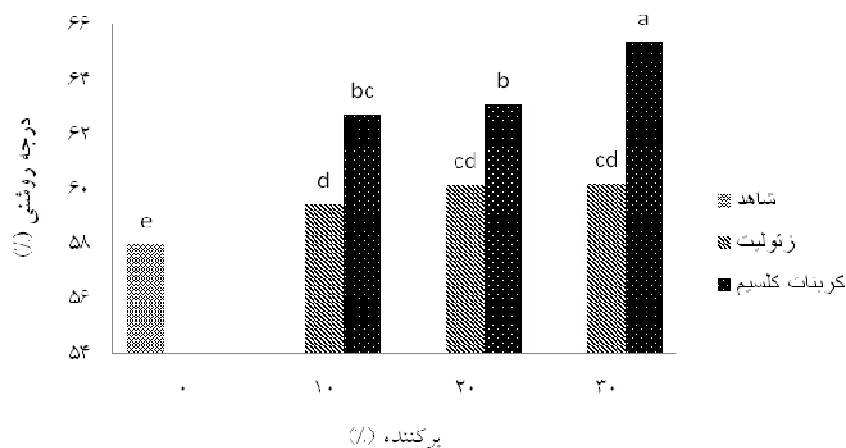 ۶۶
۶۴
۶۲
۶۰
۵۸
۵۶
۵۴
درجه روشنی (٪)
e
d
bc
cd
b
cd
a
۰
۱۰
۲۰
۳۰
پرکننده (٪)
شاهد
زئولیت
کربنات کلسیم